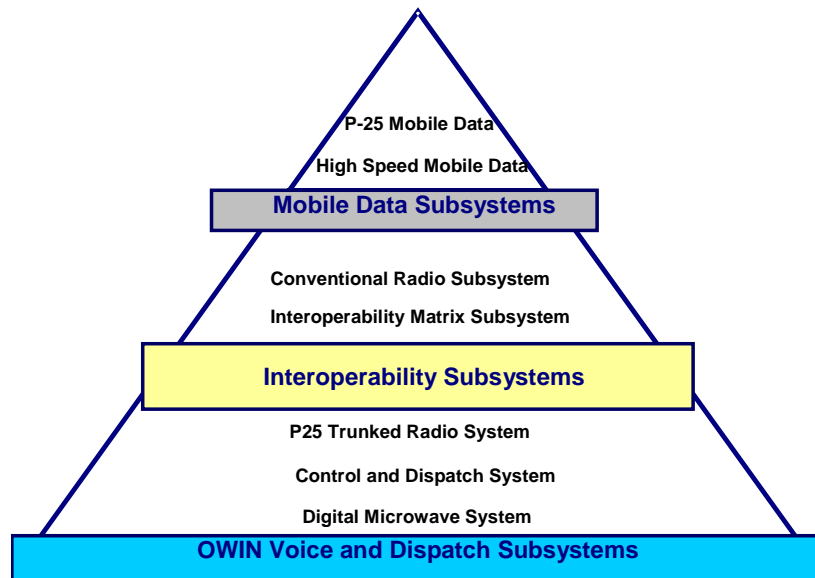 P-25 Mobile Data
High Speed Mobile Data
Mobile Data Subsystems
Conventional Radio Subsystem
Interoperability Matrix Subsystem
Interoperability Subsystems
P25 Trunked Radio System
Control and Dispatch System
Digital Microwave System
OWIN Voice and Dispatch Subsystems